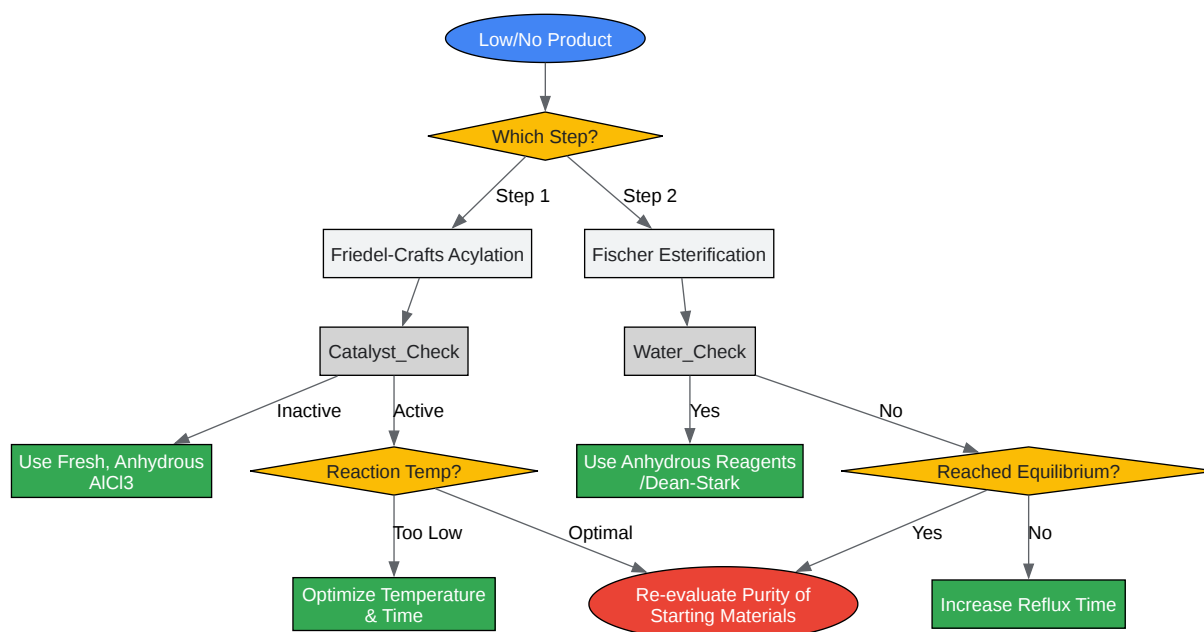 Low/No Product
Which Step?
Step 1
Step 2
Friedel-Crafts Acylation
Fischer Esterification
Catalyst_Check
Water_Check
Inactive
Active
Yes
No
Use Fresh, Anhydrous
AlCl3
Reaction Temp?
Use Anhydrous Reagents
/Dean-Stark
Reached Equilibrium?
Too Low
Optimal
Yes
No
Optimize Temperature
& Time
Re-evaluate Purity of
Starting Materials
Increase Reflux Time